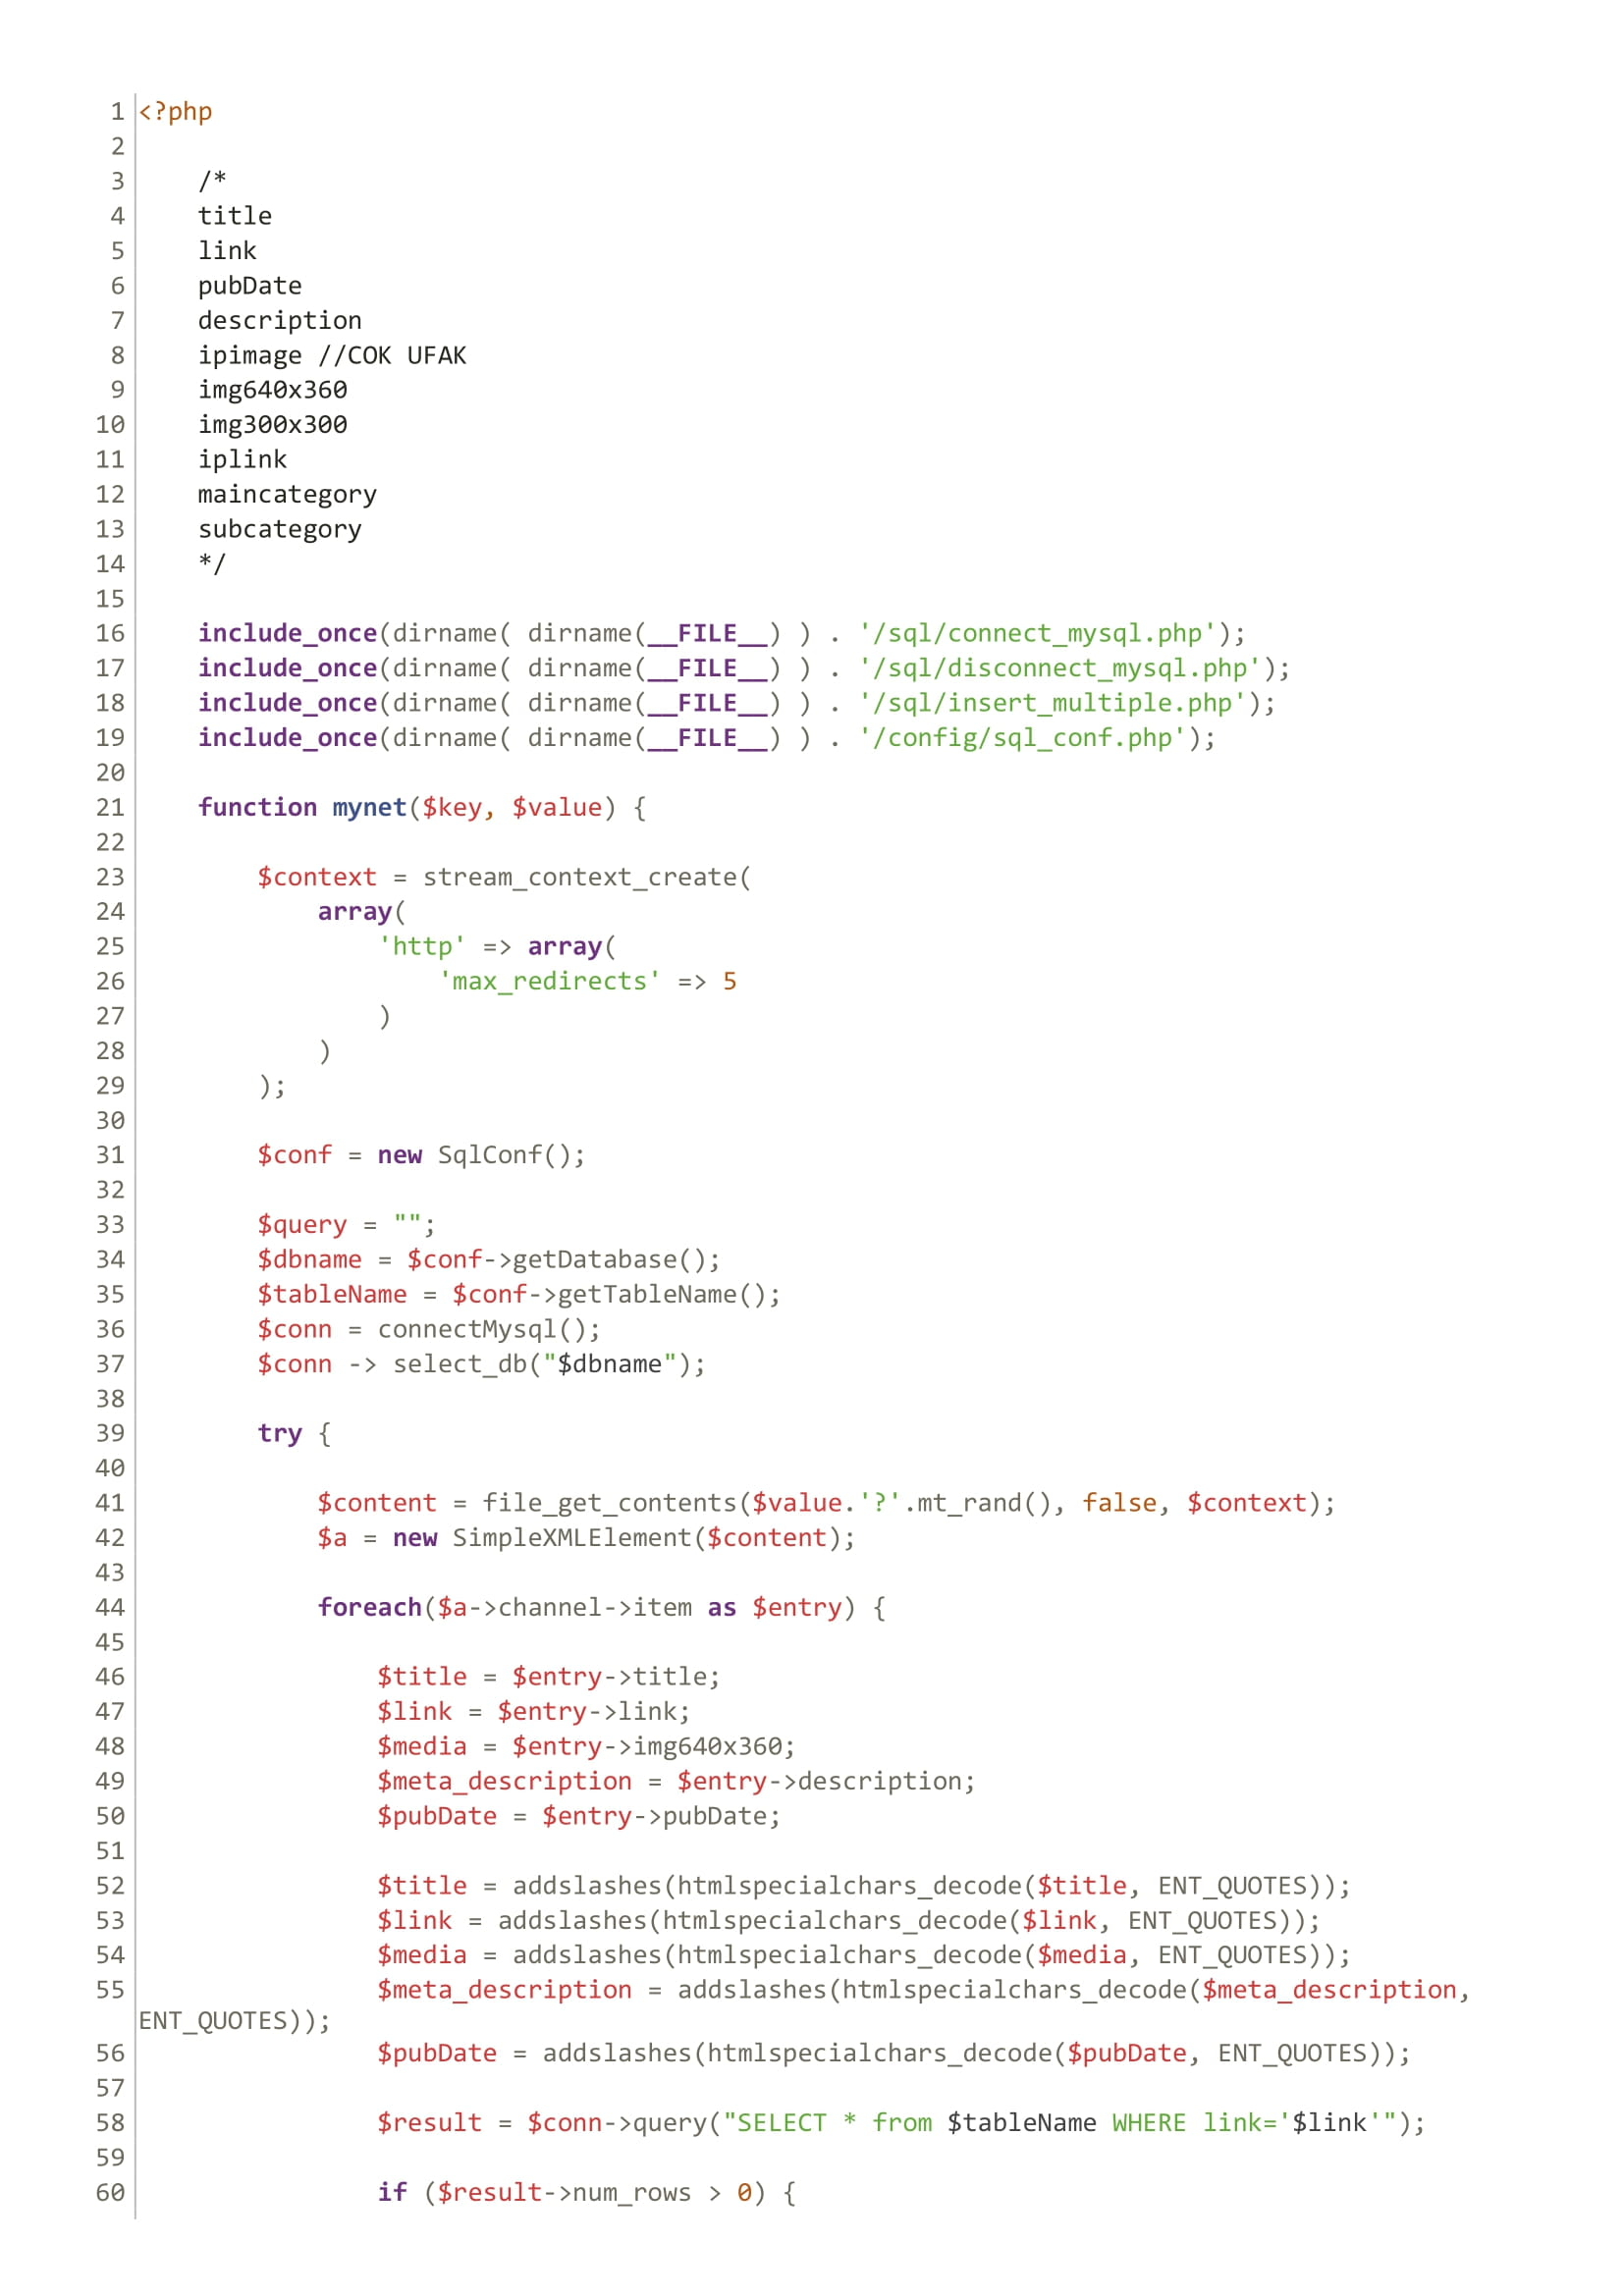 1 <?php
2
3     /*
4     title
5     link
6     pubDate
7     description
8     ipimage //COK UFAK
9     img640x360
10     img300x300
11     iplink
12     maincategory
13     subcategory
14     */
15
16     include_once(dirname( dirname(__FILE__) ) . '/sql/connect_mysql.php');
17     include_once(dirname( dirname(__FILE__) ) . '/sql/disconnect_mysql.php');
18     include_once(dirname( dirname(__FILE__) ) . '/sql/insert_multiple.php');
19     include_once(dirname( dirname(__FILE__) ) . '/config/sql_conf.php');
20
21     function mynet($key, $value) {
22
23         $context = stream_context_create(
24             array(
25                 'http' => array(
26                     'max_redirects' => 5
27                 )
28             )
29         );
30
31         $conf = new SqlConf();
32
33         $query = "";
34         $dbname = $conf->getDatabase();
35         $tableName = $conf->getTableName();
36         $conn = connectMysql();
37         $conn -> select_db("$dbname");
38
39         try {
40
41             $content = file_get_contents($value.'?'.mt_rand(), false, $context);
42             $a = new SimpleXMLElement($content);
43
44             foreach($a->channel->item as $entry) {
45
46                 $title = $entry->title;
47                 $link = $entry->link;
48                 $media = $entry->img640x360;
49                 $meta_description = $entry->description;
50                 $pubDate = $entry->pubDate;
51
52                 $title = addslashes(htmlspecialchars_decode($title, ENT_QUOTES));
53                 $link = addslashes(htmlspecialchars_decode($link, ENT_QUOTES));
54                 $media = addslashes(htmlspecialchars_decode($media, ENT_QUOTES));
55                 $meta_description = addslashes(htmlspecialchars_decode($meta_description,
ENT_QUOTES));
56                 $pubDate = addslashes(htmlspecialchars_decode($pubDate, ENT_QUOTES));
57
58                 $result = $conn->query("SELECT * from $tableName WHERE link='$link'");
59
60                 if ($result->num_rows > 0) {